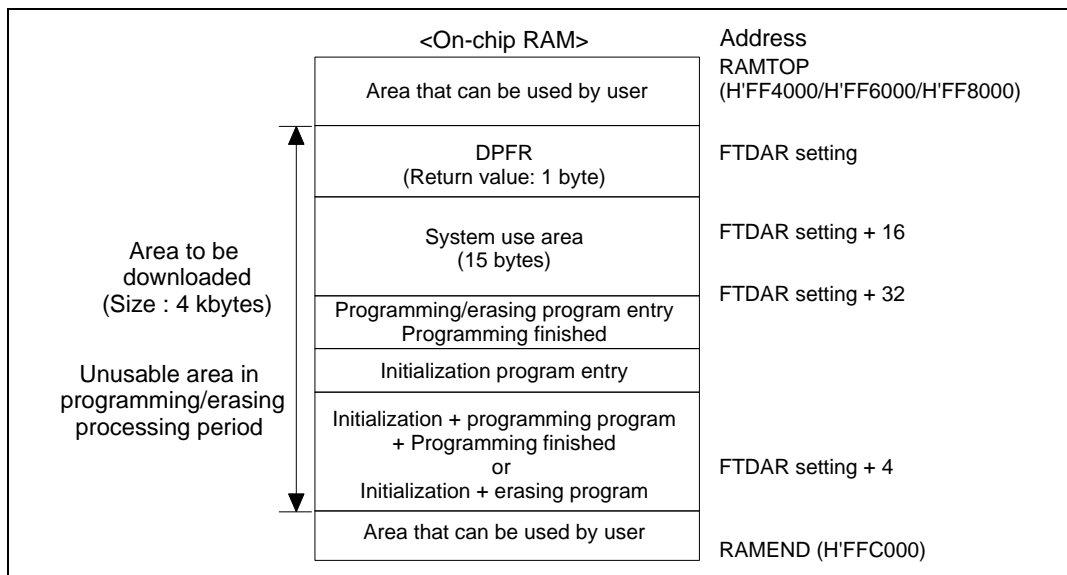 <On-chip RAM>
Address
RAMTOP
(H'FF4000/H'FF6000/H'FF8000)
Area that can be used by user
DPFR
(Return value: 1 byte)
FTDAR setting
System use area
(15 bytes)
FTDAR setting + 16
Area to be
downloaded
(Size : 4 kbytes)
FTDAR setting + 32
Programming/erasing program entry
Programming finished
Initialization program entry
Unusable area in
programming/erasing
processing period
Initialization + programming program
+ Programming finished
or
Initialization + erasing program
FTDAR setting + 4
Area that can be used by user
RAMEND (H'FFC000)